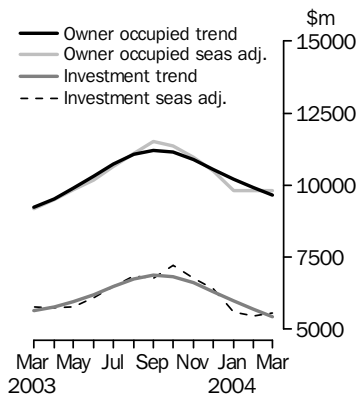 $m
Owner occupied trend
Owner occupied seas adj.
Investment trend
Investment seas adj.
15000
12500
10000
7500
5000
Mar May Jul Sep Nov Jan Mar
2003 2004